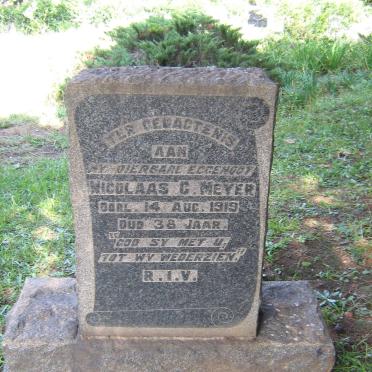 TER GEDAGTENIS
AAN
MY DIERBARE ECGENOOT
NICOLAAS C. MEYER
OORL. 14 AUG. 1919
OUD 38 JAAR
"GOD SY MET U,
TOT WY WEDERZIEN."
R.I.V.